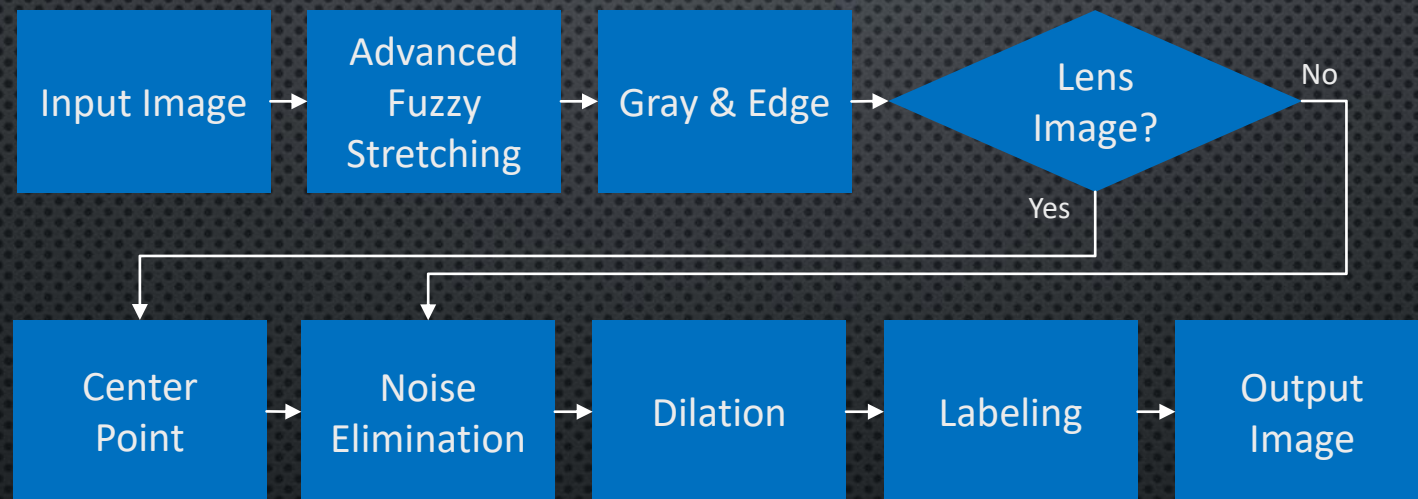 Input Image
Advanced
Fuzzy
Stretching
Gray & Edge
Lens
Image?
No
Yes
Center
Point
Noise
Elimination
Dilation
Labeling
Output
Image